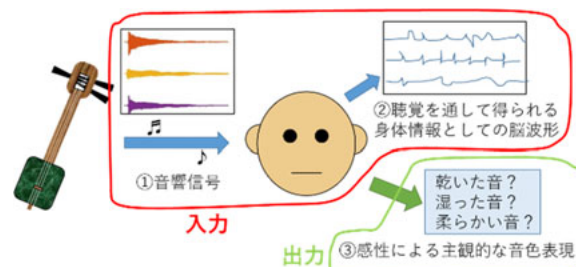 ①音響信号
②聴覚を通して得られる
身体情報としての脳波形
入力
乾いた音？
湿った音？
柔らかい音？
出力
③感性による主観的な音色表現